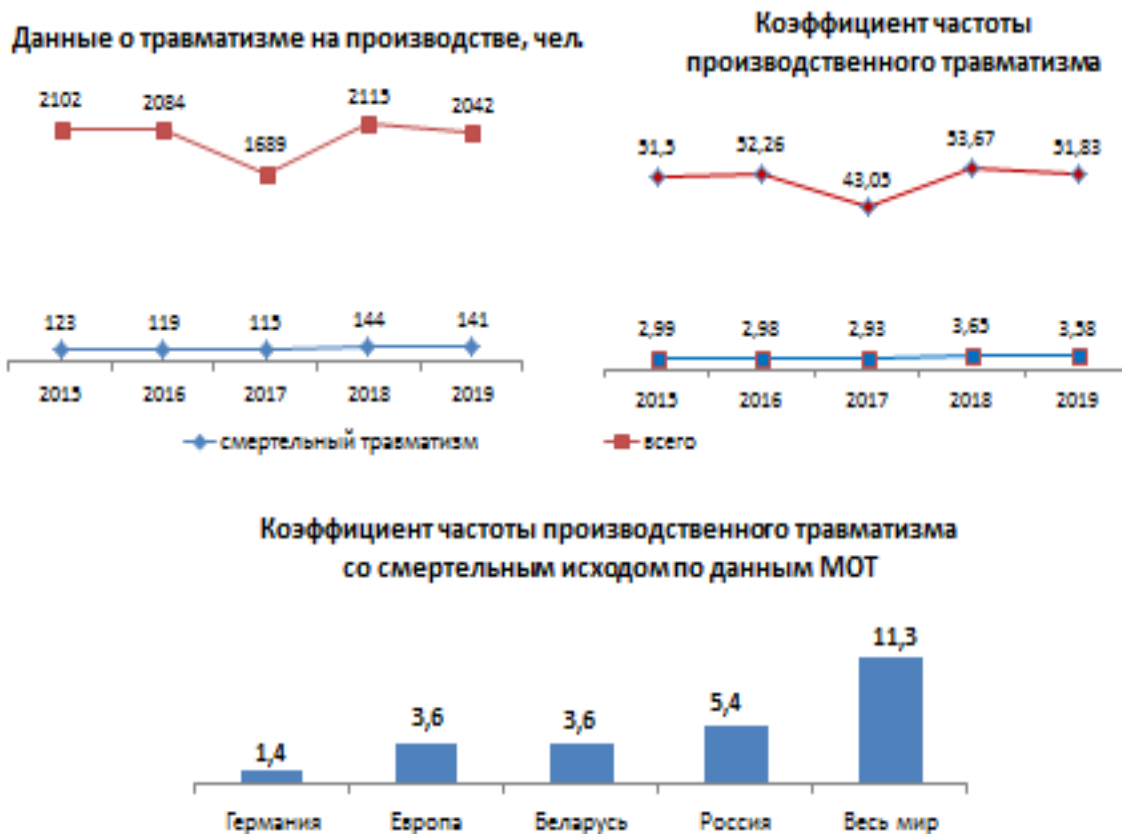 Данные о травматизме на производстве, чел.
2102 2084 1689 2115 2042
123 119 115 144 141
2015 2016 2017 2018 2019
Коэффициент частоты
производственного травматизма
51,5 52,26 43,05 53,67 51,83
2,99 2,98 2,93 3,65 3,58
2015 2016 2017 2018 2019
смертельный травматизм всего
Коэффициент частоты производственного травматизма
со смертельным исходом по данным МОТ
1,4 3,6 3,6 5,4 11,3
Германия Европа Беларусь Россия Весь мир